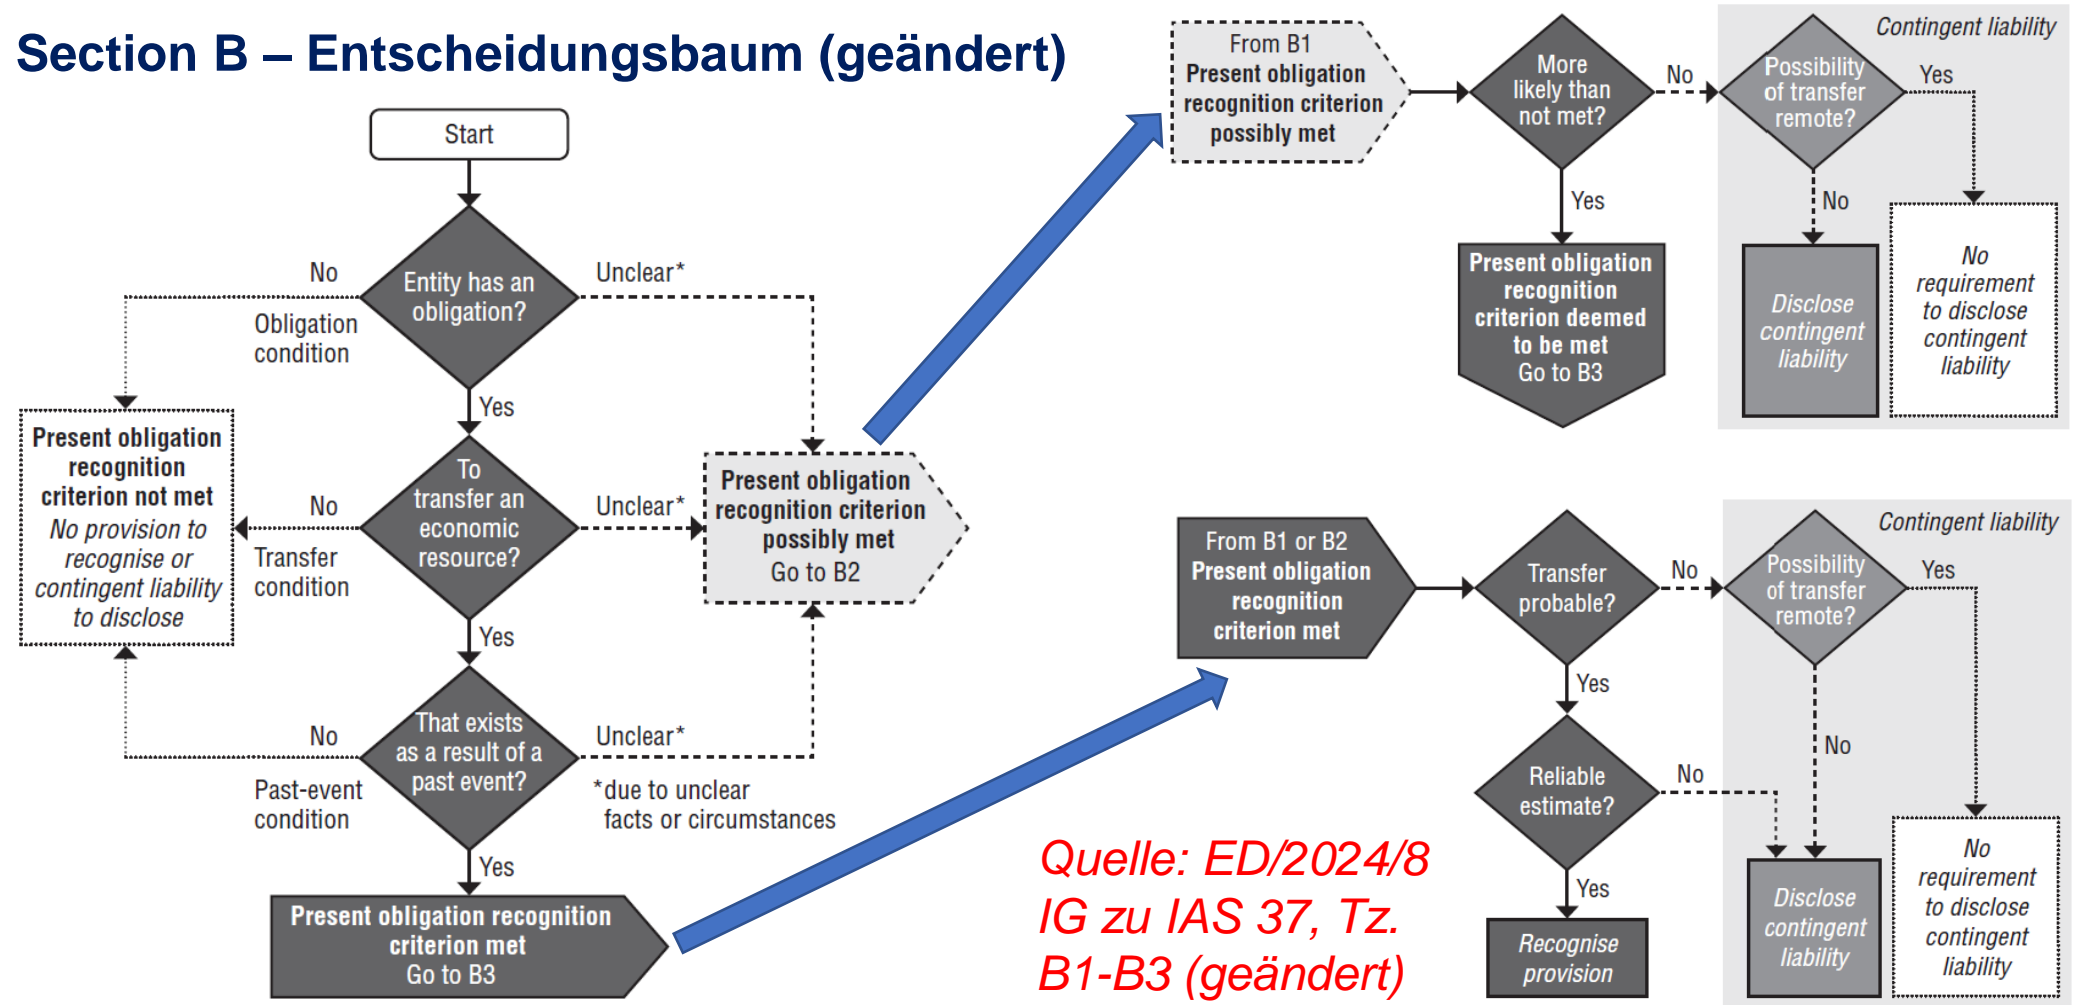 Section B – Entscheidungsbaum (geändert)
Start
Entity has an
obligation?
No
Obligation
condition
Unclear*
Yes
To
transfer an
economic
resource?
No
Transfer
condition
Unclear*
Yes
That exists
as a result of a
past event?
No
Past-event
condition
Unclear*
*due to unclear
facts or circumstances
Yes
Present obligation recognition
criterion met
Go to B3
Present obligation
recognition
criterion not met
No provision to
recognise or
contingent liability
to disclose
Present obligation
recognition criterion
possibly met
Go to B2
From B1
Present obligation
recognition criterion
possibly met
More
likely than
not met?
No
Yes
Present obligation
recognition
criterion deemed
to be met
Go to B3
Contingent liability
Possibility
of transfer
remote?
Yes
No
Disclose
contingent
liability
No
requirement
to disclose
contingent
liability
From B1 or B2
Present obligation
recognition
criterion met
Transfer
probable?
No
Yes
Reliable
estimate?
No
Yes
Recognise
provision
Contingent liability
Possibility
of transfer
remote?
Yes
No
Disclose
contingent
liability
No
requirement
to disclose
contingent
liability
Quelle: ED/2024/8
IG zu IAS 37, Tz.
B1-B3 (geändert)